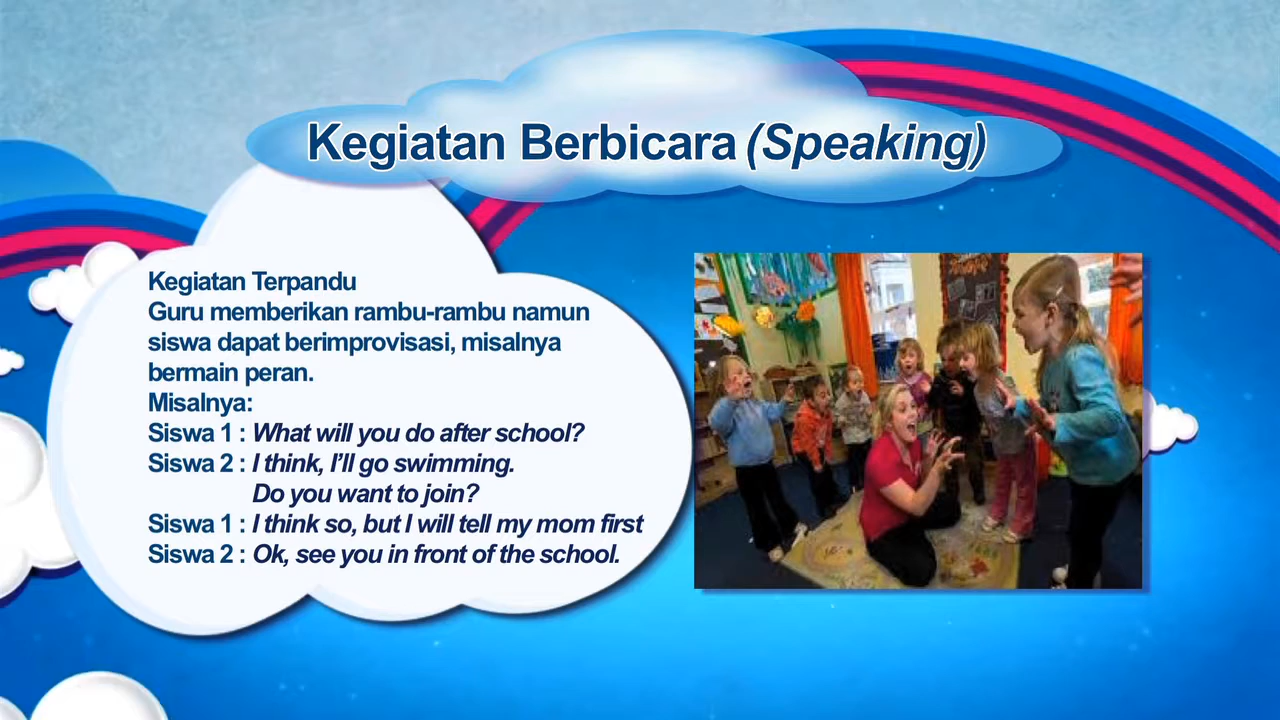 Kegiatan Berbicara (Speaking)
Kegiatan Terpandu
Guru memberikan rambu-rambu namun
siswa dapat berimprovisasi, misalnya
bermain peran.
Misalnya:
Siswa 1 : What will you do after school?
Siswa 2 : I think, I’ll go swimming.
Do you want to join?
Siswa 1 : I think so, but I will tell my mom first
Siswa 2 : Ok, see you in front of the school.